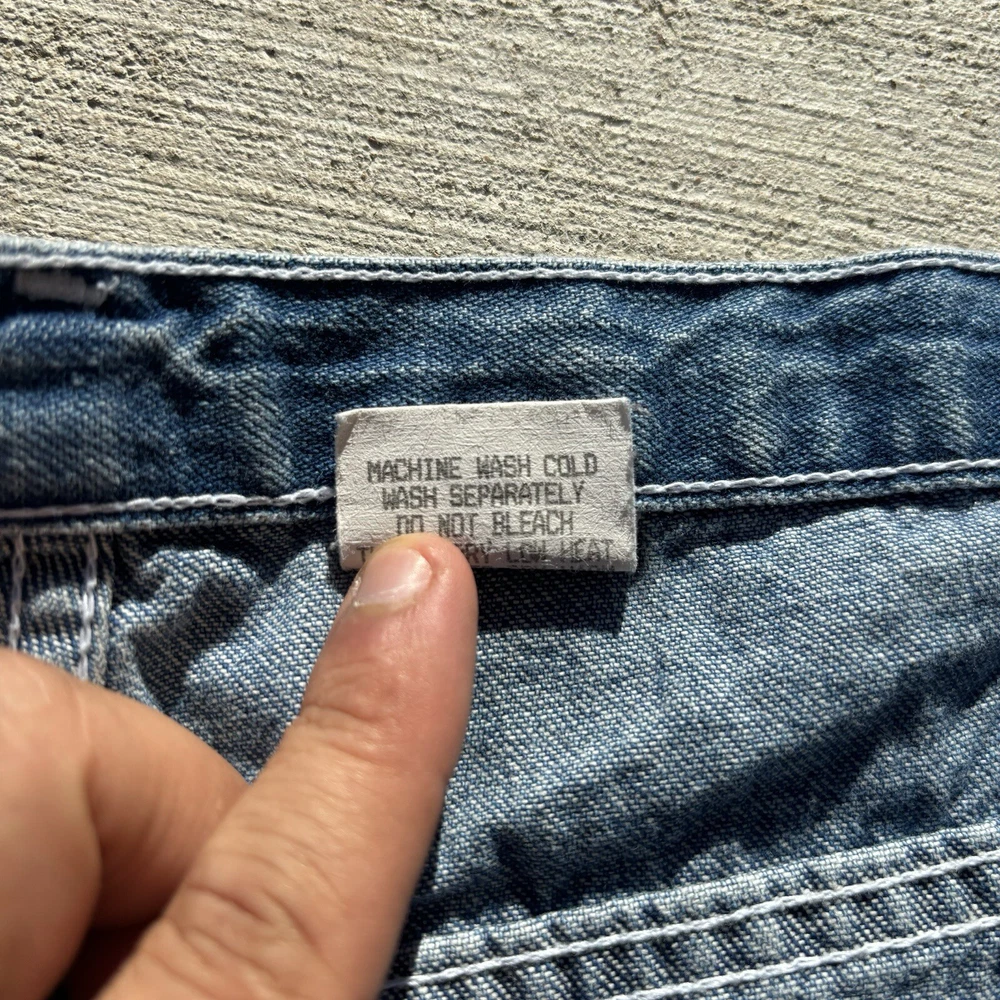 MACHINE WASH COLD
WASH SEPARATELY
DO NOT BLEACH
LOW HEAT